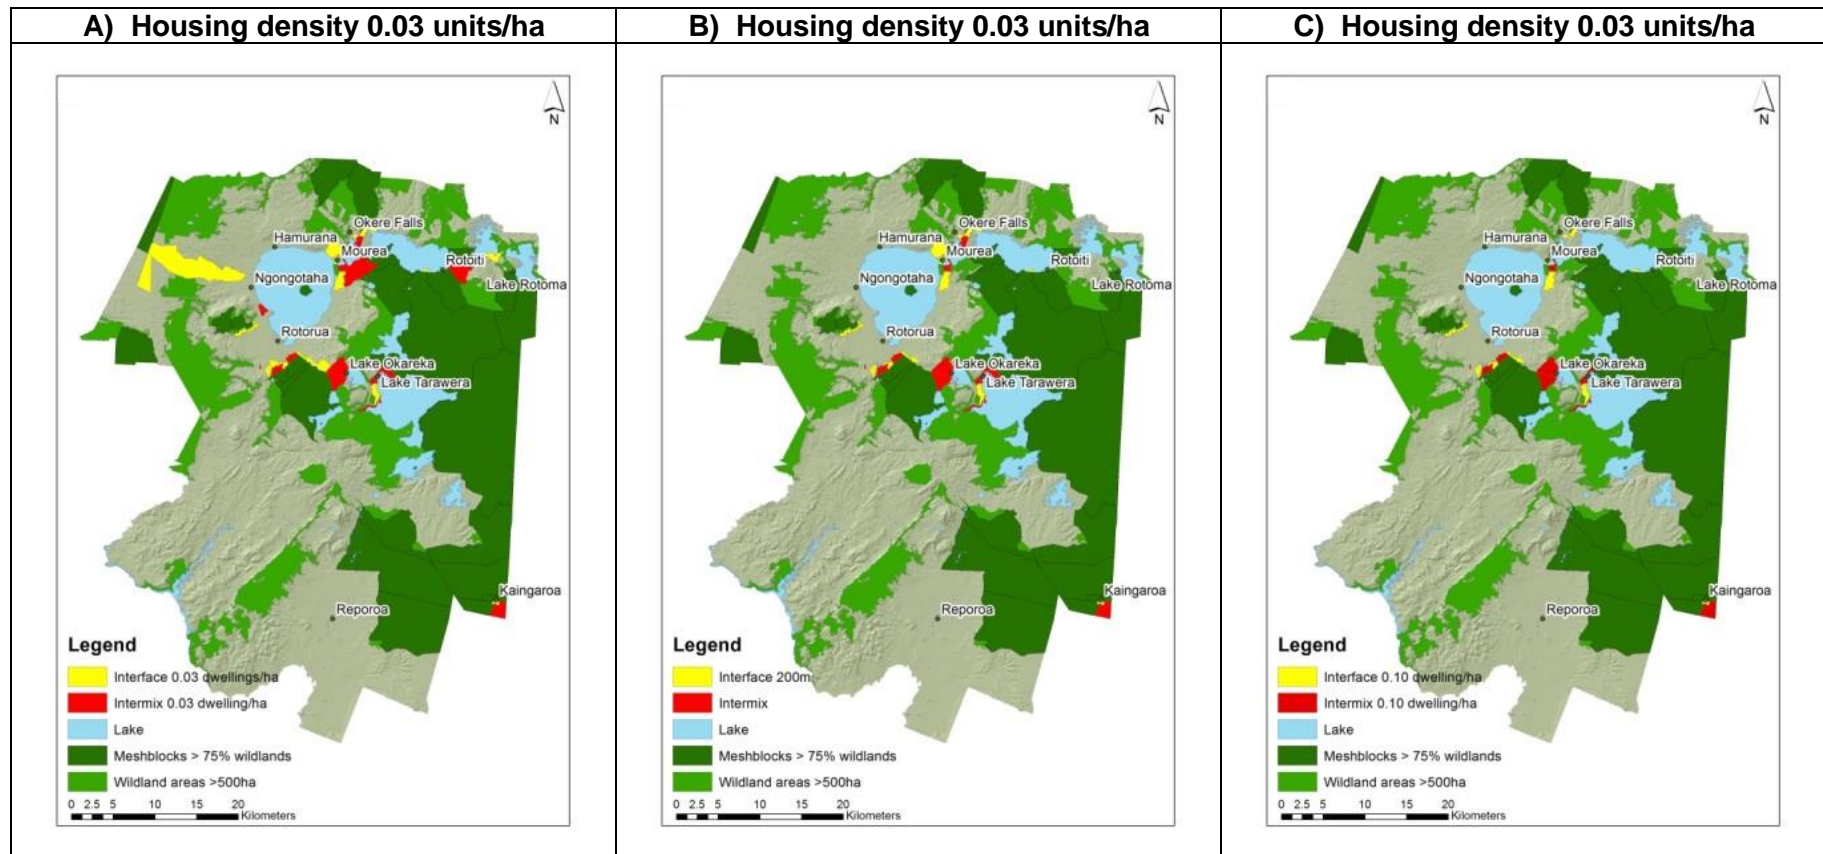 A) Housing density 0.03 units/ha
B) Housing density 0.03 units/ha
C) Housing density 0.03 units/ha
N
Okere Falls
Hamurana
Mourea
Rotoiti
Ngongotaha
Lake Rotoma
Rotorua
Lake Okareka
Lake Tarawera
Kaingaroa
Reporoa
Legend
Interface 0.03 dwellings/ha
Intermix 0.03 dwelling/ha
Lake
Meshblocks > 75% wildlands
Wildland areas >500ha
0 2.5 5 10 15 20
Kilometers
N
Okere Falls
Hamurana
Mourea
Rotoiti
Ngongotaha
Lake Rotoma
Rotorua
Lake Okareka
Lake Tarawera
Kaingaroa
Reporoa
Legend
Interface 200m
Intermix
Lake
Meshblocks > 75% wildlands
Wildland areas >500ha
0 2.5 5 10 15 20
Kilometers
N
Okere Falls
Hamurana
Mourea
Rotoiti
Ngongotaha
Lake Rotoma
Rotorua
Lake Okareka
Lake Tarawera
Kaingaroa
Reporoa
Legend
Interface 0.10 dwelling/ha
Intermix 0.10 dwelling/ha
Lake
Meshblocks > 75% wildlands
Wildland areas >500ha
0 2.5 5 10 15 20
Kilometers